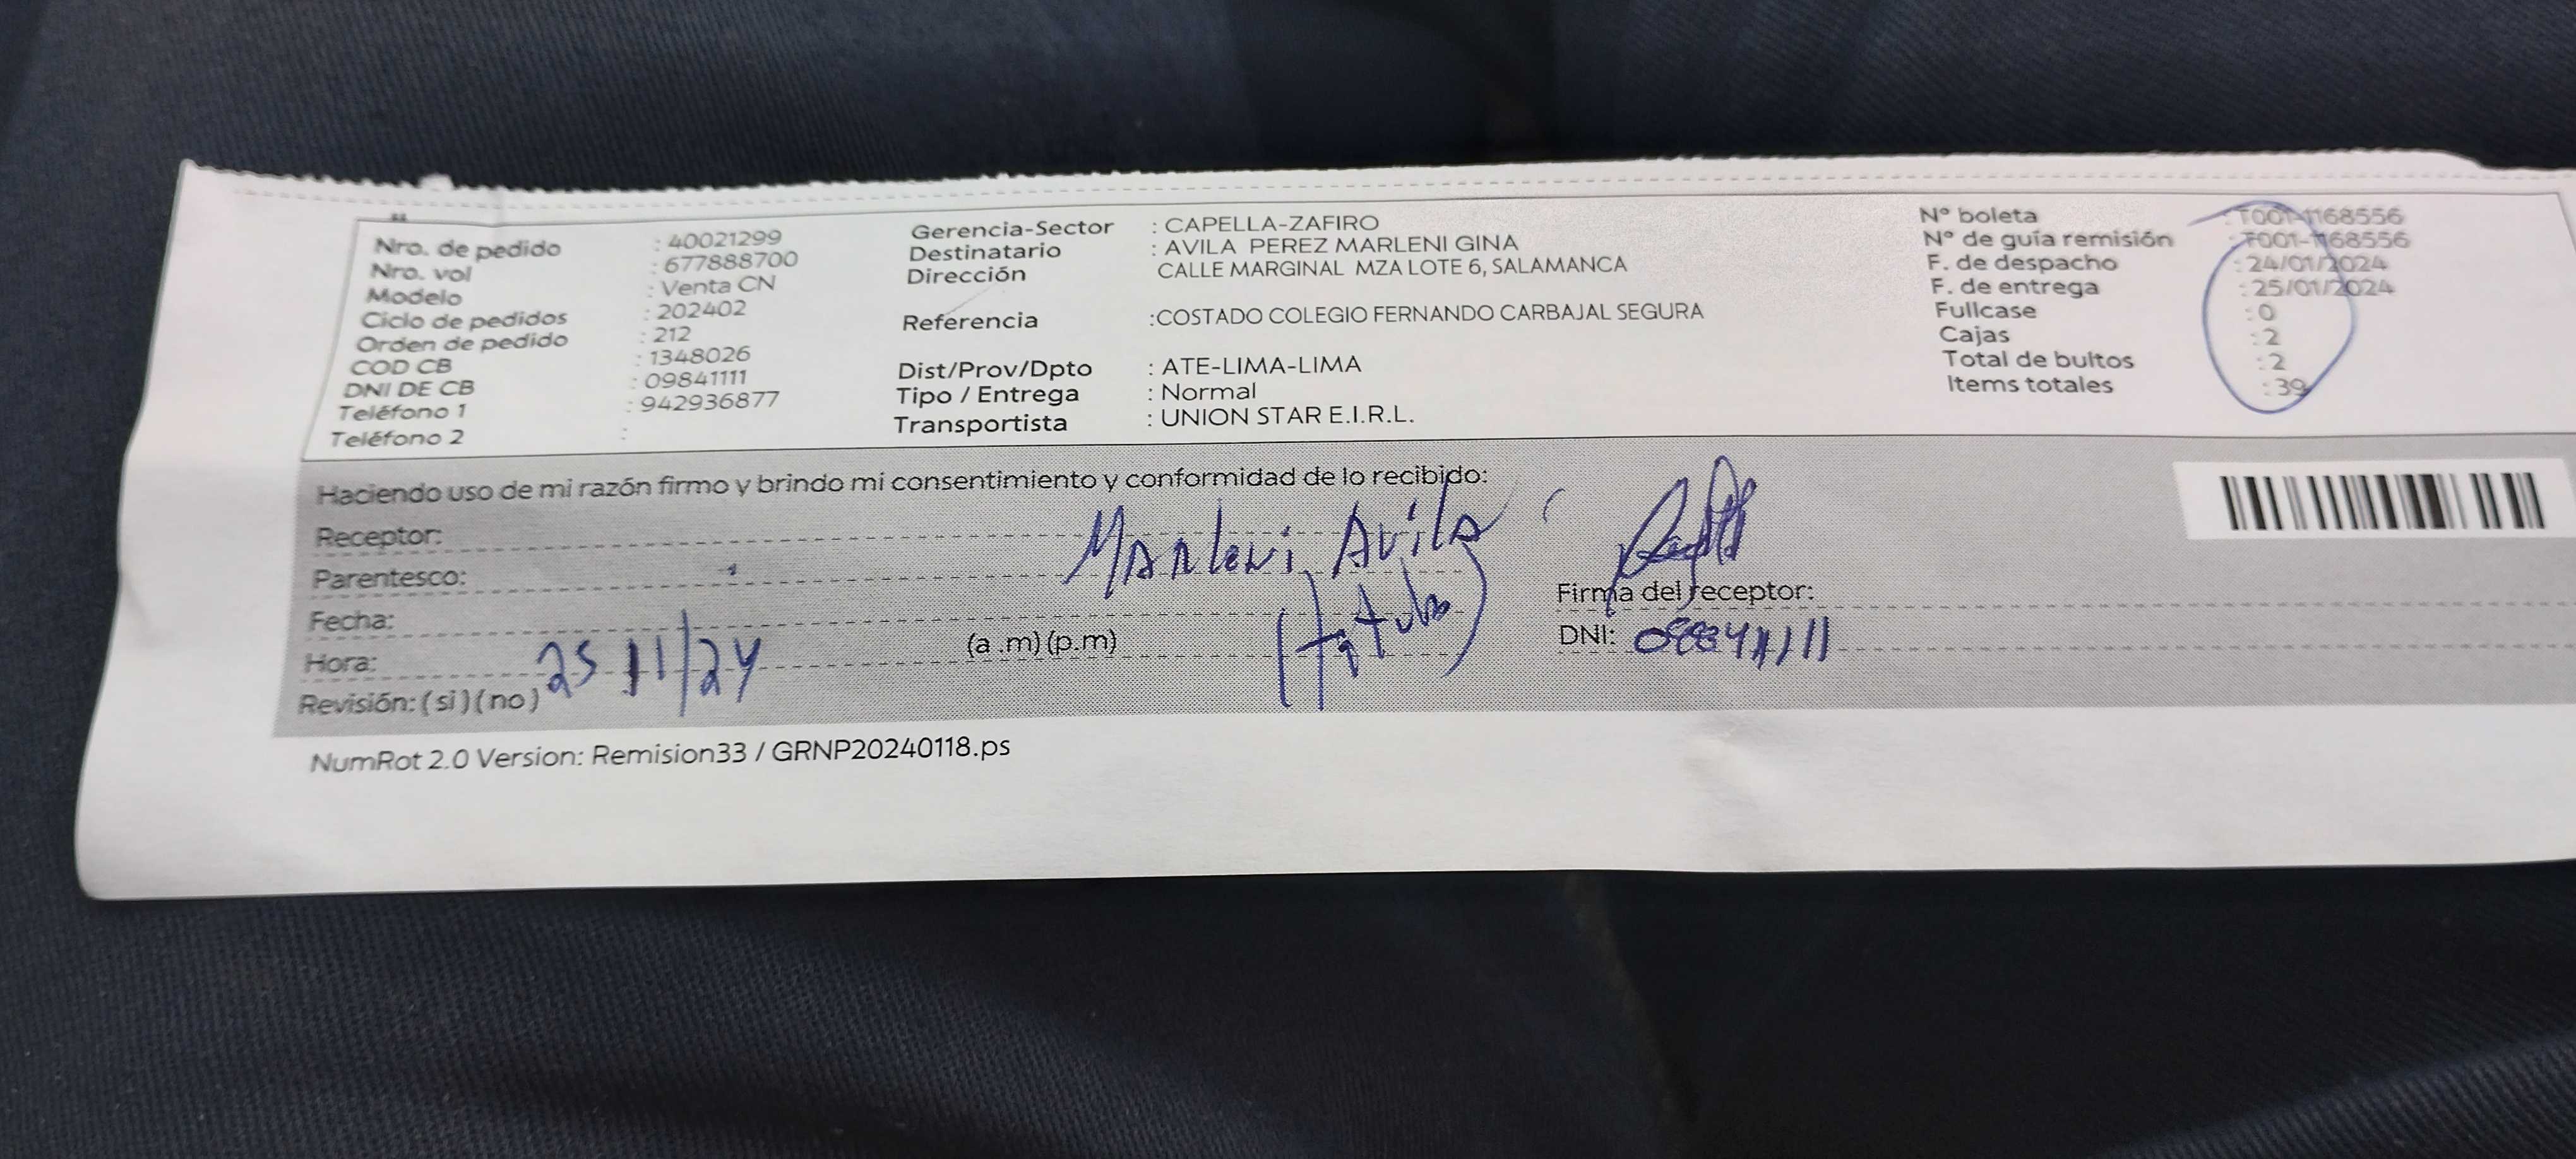 Nro. de pedido : 40021299
Nro. vol : 677888700
Modelo : Venta CN
Ciclo de pedidos : 202402
Orden de pedido : 212
COD CB : 1348026
DNI DE CB : 09841111
Teléfono 1 : 942936877
Teléfono 2 :
Gerencia-Sector : CAPELLA-ZAFIRO
Destinatario : AVILA PEREZ MARLENI GINA
Dirección CALLE MARGINAL MZA LOTE 6, SALAMANCA
Referencia :COSTADO COLEGIO FERNANDO CARBAJAL SEGURA
Dist/Prov/Dpto : ATE-LIMA-LIMA
Tipo / Entrega : Normal
Transportista : UNION STAR E.I.R.L.
N° boleta : T001-1168556
N° de guía remisión : T001-1168556
F. de despacho : 24/01/2024
F. de entrega : 25/01/2024
Fullcase : 0
Cajas : 2
Total de bultos : 2
Items totales : 39
Haciendo uso de mi razón firmo y brindo mi consentimiento y conformidad de lo recibido:
Receptor: Marleni Avila
Parentesco:
Fecha:
Hora: 25/1/24 (a.m)(p.m)
Revisión: (si)(no)
Firma del receptor:
DNI:
NumRot 2.0 Version: Remision33 / GRNP20240118.ps